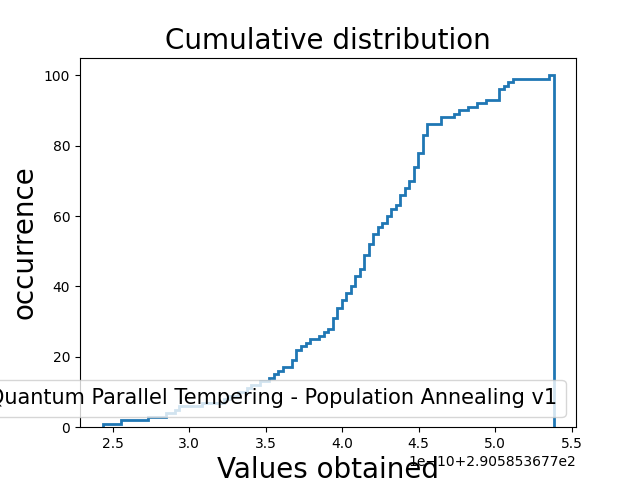 Cumulative distribution
100
80
60
40
20
0
occurrence
Quantum Parallel Tempering - Population Annealing v1
2.5 3.0 3.5 4.0 4.5 5.0 5.5
1e-10+2.905853677e2
Values obtained